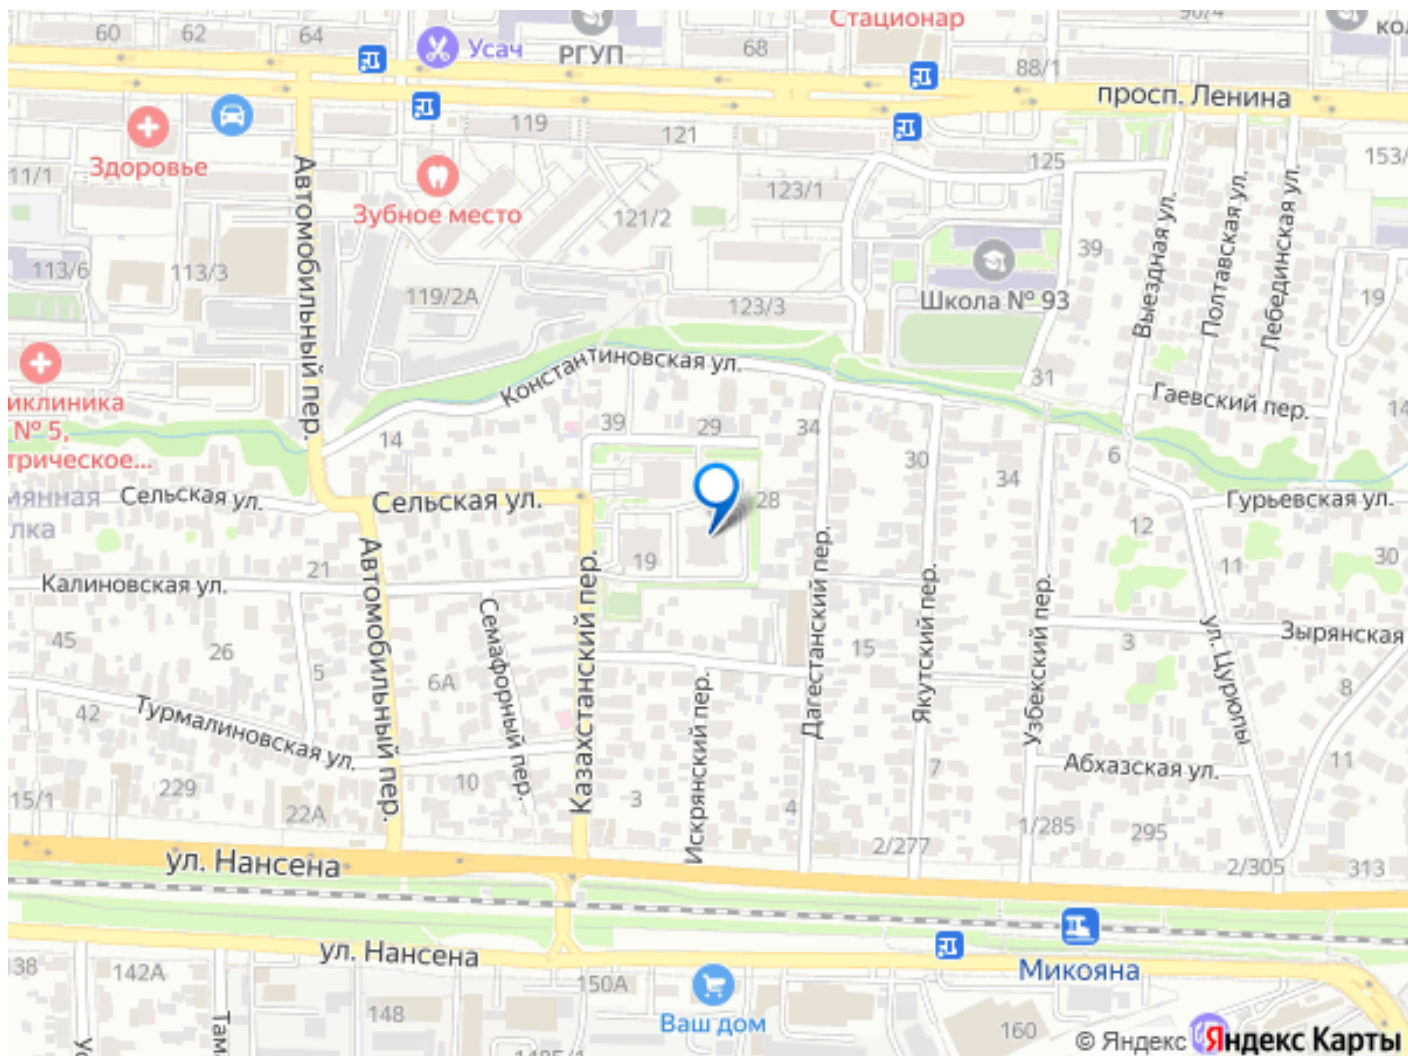 60
62
64
Усач
РГУП
68
Стационар
90/4
88/1
просп. Ленина
119
121
125
153/
Здоровье
11/1
Зубное место
121/2
123/1
39
113/6
113/3
119/2А
123/3
Школа № 93
19
Автомобильный пер.
Выездная ул.
Полтавская ул.
Лебединская ул.
Константиновская ул.
31
Гаевский пер.
иклиника
№ 5,
трическое...
14
39
29
34
30
34
6
14
мянная
лка
Сельская ул.
Сельская ул.
28
12
Гурьевская ул.
21
19
11
30
Калиновская ул.
Автомобильный пер.
Семафорный пер.
Казахстанский пер.
Дагестанский пер.
Якутский пер.
Узбекский пер.
ул. Цурюпы
Зырянская
45
26
5
6А
15
3
8
42
Турмалиновская ул.
Искрянский пер.
Абхазская ул.
11
7
15/1
229
22А
10
3
4
2/277
1/285
295
2/305
313
ул. Нансена
ул. Нансена
Микояна
38
142А
150А
148
Ваш дом
160
Там
© Яндекс
Яндекс Карты